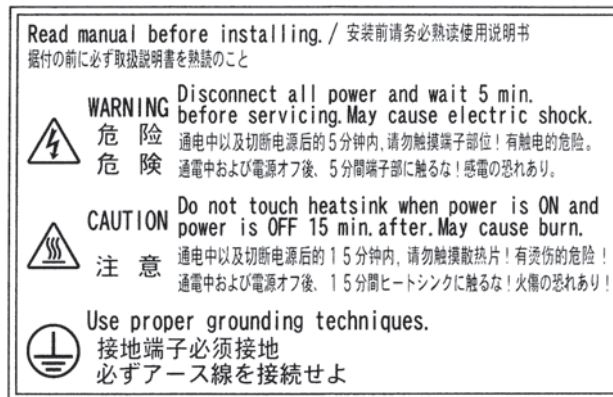 Read manual before installing. / 安装前请务必熟读使用说明书
据付の前に必ず取扱説明書を熟読のこと
WARNING Disconnect all power and wait 5 min.
before servicing. May cause electric shock.
危 险 通电中以及切断电源后的5分钟内,请勿触摸端子部位!有触电的危险。
危 険 通電中および電源オフ後、5分間端子部に触るな!感電の恐れあり。
CAUTION Do not touch heatsink when power is ON and
power is OFF 15 min. after. May cause burn.
注 意 通电中以及切断电源后的15分钟内, 请勿触摸散热片!有烫伤的危险!
通電中および電源オフ後、15分間ヒートシンクに触るな!火傷の恐れあり!
Use proper grounding techniques.
接地端子必须接地
必ずアース線を接続せよ